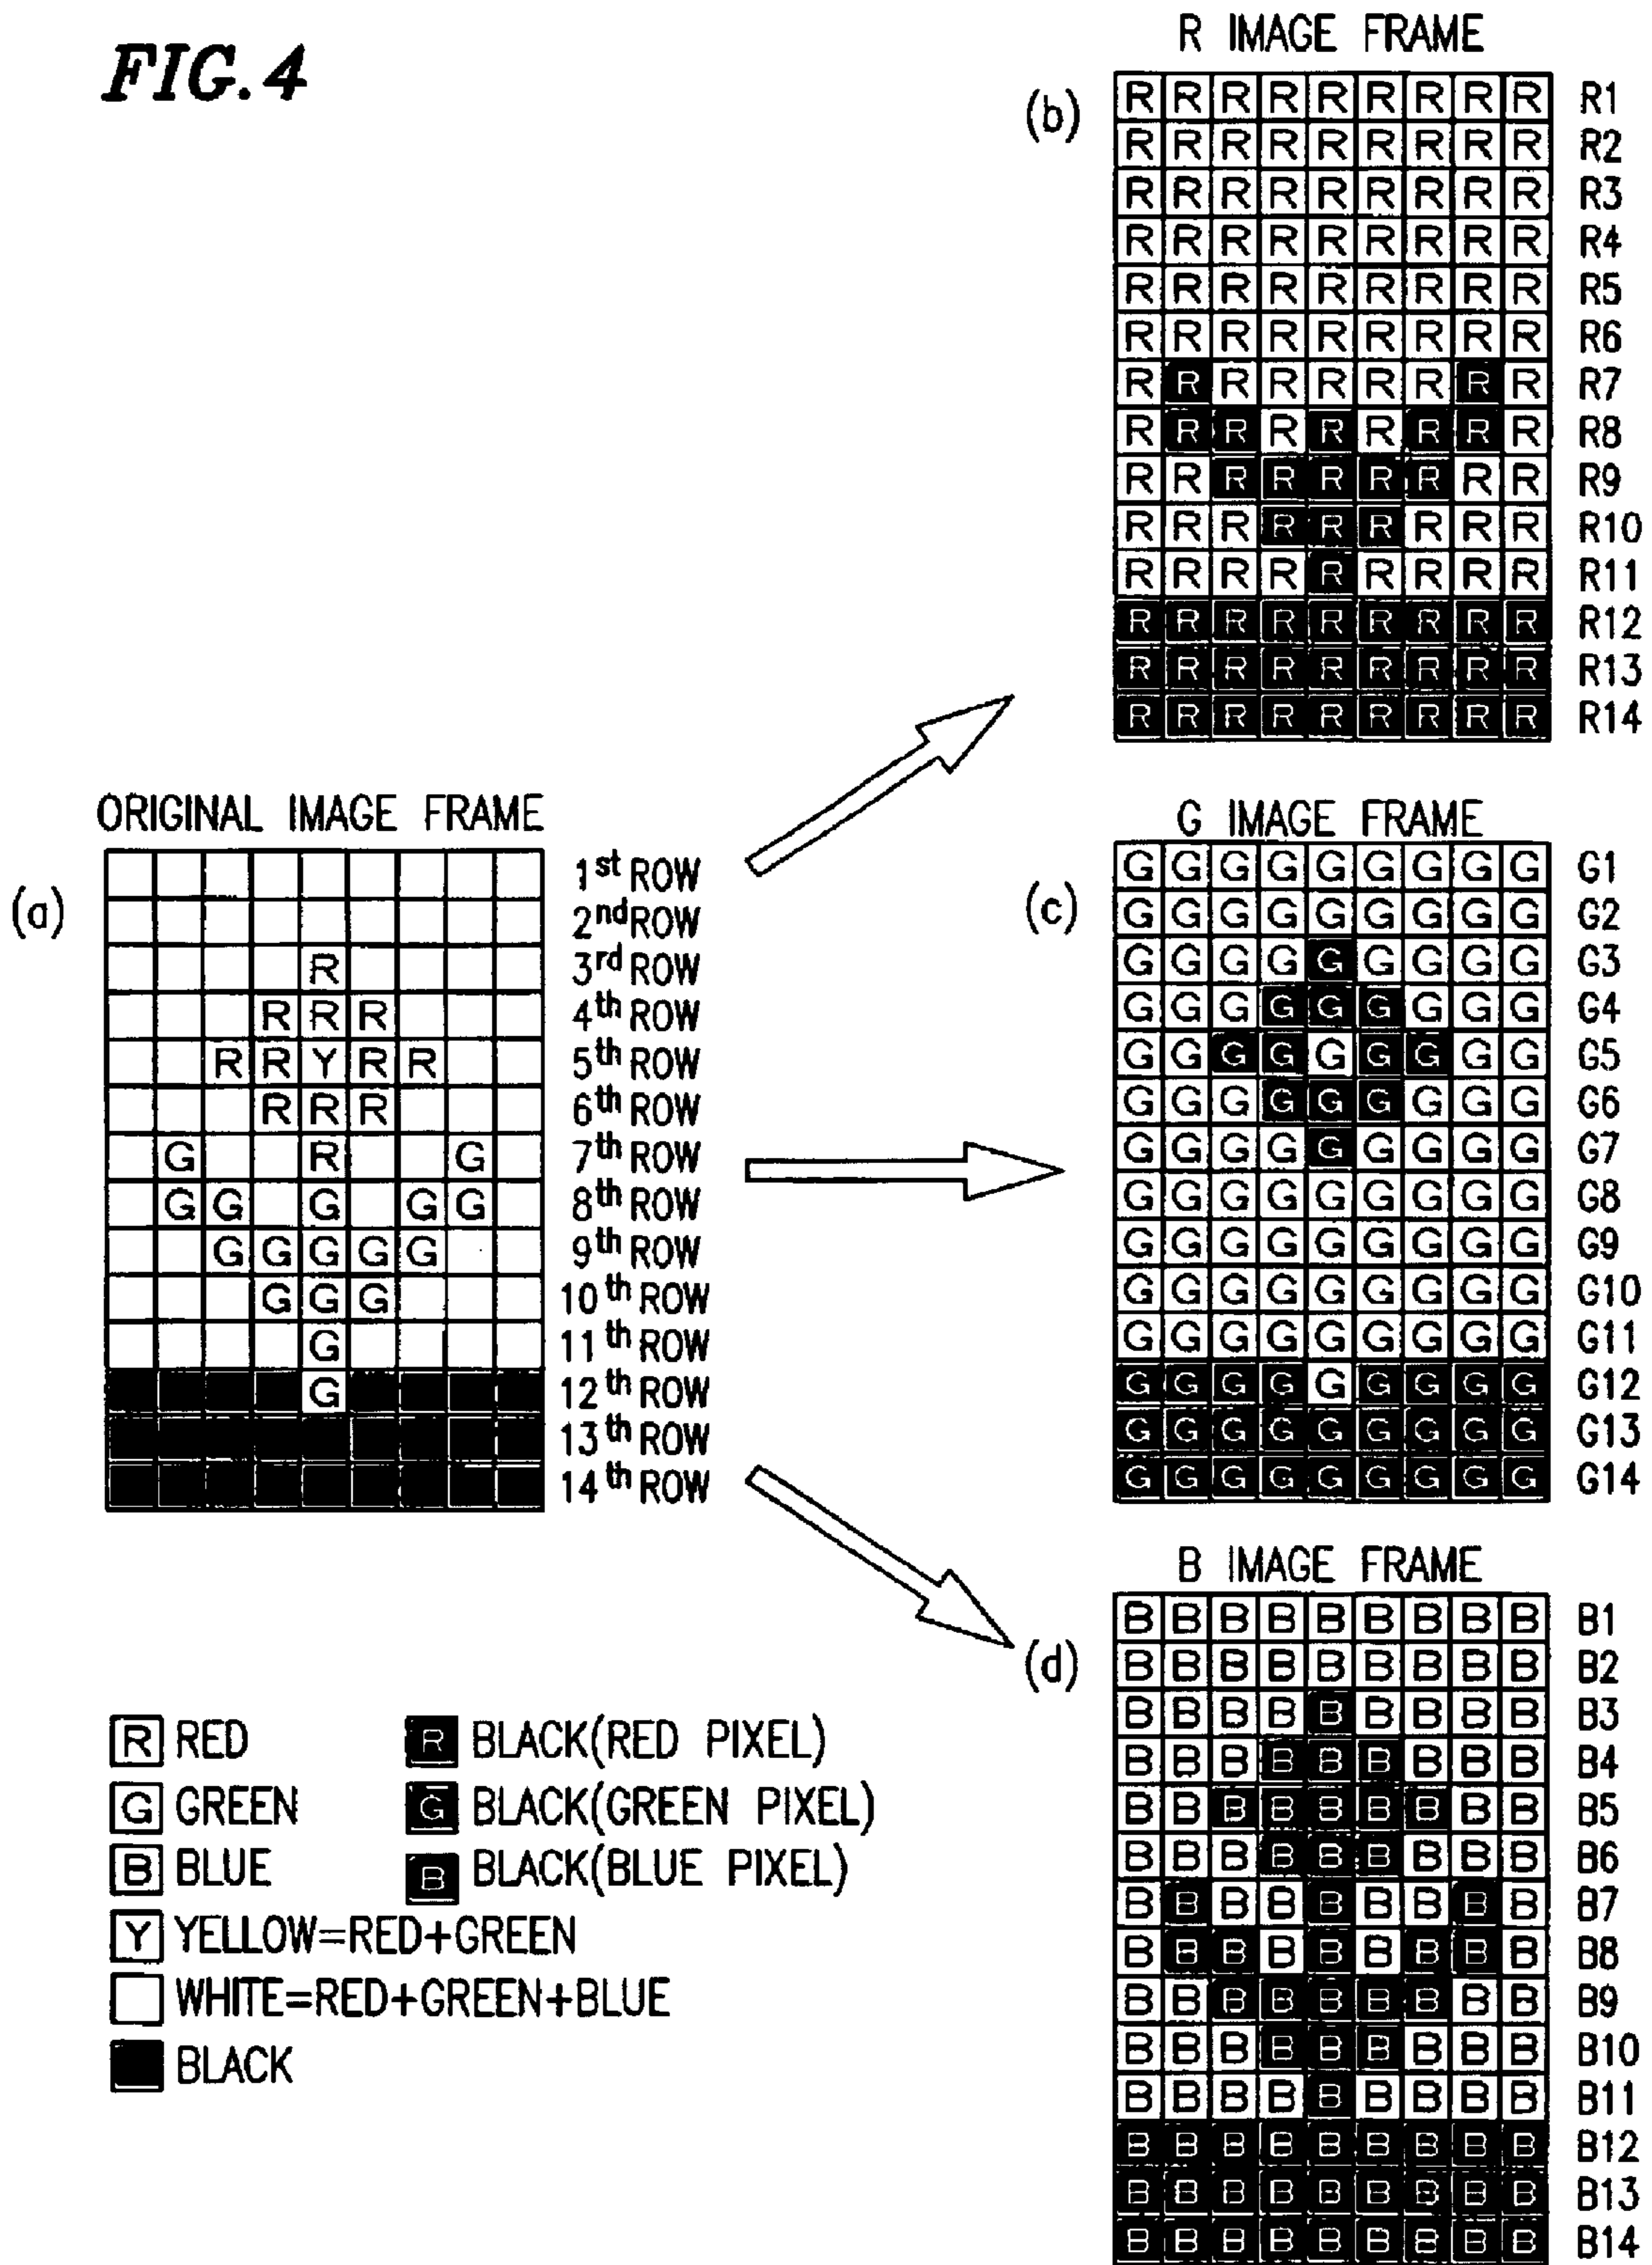 FIG.4
R IMAGE FRAME
(b)
R R R R R R R R R R1
R R R R R R R R R R2
R R R R R R R R R R3
R R R R R R R R R R4
R R R R R R R R R R5
R R R R R R R R R R6
R R R R R R R R R R7
R R R R R R R R R R8
R R R R R R R R R R9
R R R R R R R R R R10
R R R R R R R R R R11
R R R R R R R R R R12
R R R R R R R R R R13
R R R R R R R R R R14
ORIGINAL IMAGE FRAME
(a)
1st ROW
2nd ROW
R 3rd ROW
R R R 4th ROW
R R Y R R 5th ROW
R R R 6th ROW
G R G 7th ROW
G G G G G 8th ROW
G G G G G 9th ROW
G G G 10th ROW
G 11th ROW
G 12th ROW
13th ROW
14th ROW
G IMAGE FRAME
(c)
G G G G G G G G G G1
G G G G G G G G G G2
G G G G G G G G G G3
G G G G G G G G G G4
G G G G G G G G G G5
G G G G G G G G G G6
G G G G G G G G G G7
G G G G G G G G G G8
G G G G G G G G G G9
G G G G G G G G G G10
G G G G G G G G G G11
G G G G G G G G G G12
G G G G G G G G G G13
G G G G G G G G G G14
B IMAGE FRAME
(d)
B B B B B B B B B B1
B B B B B B B B B B2
B B B B B B B B B B3
B B B B B B B B B B4
B B B B B B B B B B5
B B B B B B B B B B6
B B B B B B B B B B7
B B B B B B B B B B8
B B B B B B B B B B9
B B B B B B B B B B10
B B B B B B B B B B11
B B B B B B B B B B12
B B B B B B B B B B13
B B B B B B B B B B14
R RED
G GREEN
B BLUE
Y YELLOW=RED+GREEN
WHITE=RED+GREEN+BLUE
BLACK
R BLACK(RED PIXEL)
G BLACK(GREEN PIXEL)
B BLACK(BLUE PIXEL)